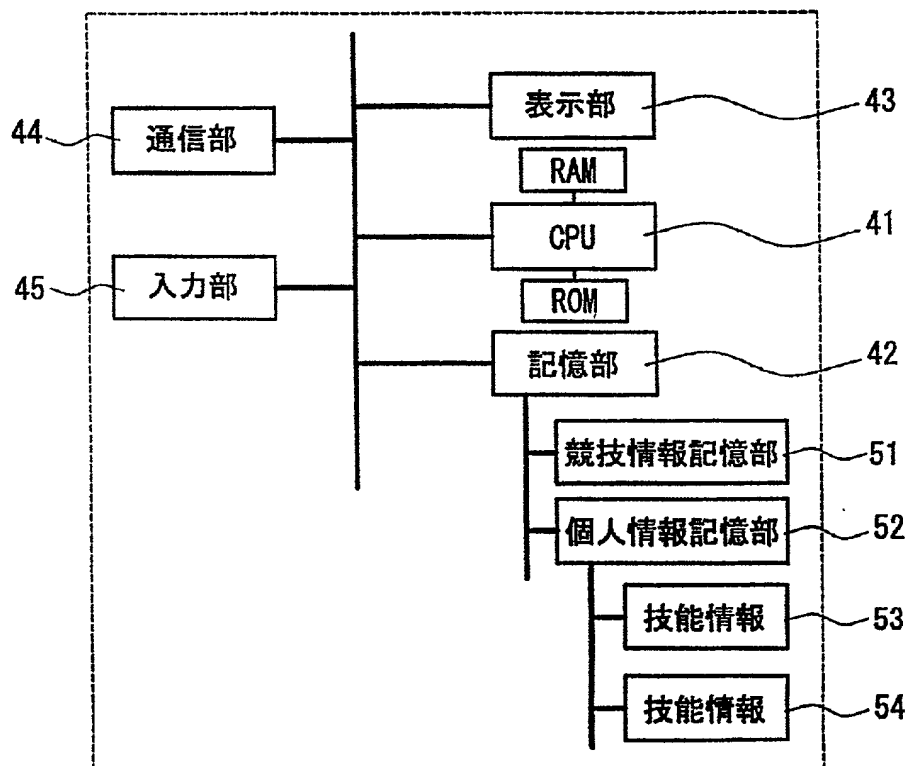 表示部
43
44
通信部
RAM
CPU
41
45
入力部
ROM
記憶部
42
競技情報記憶部
51
個人情報記憶部
52
技能情報
53
技能情報
54